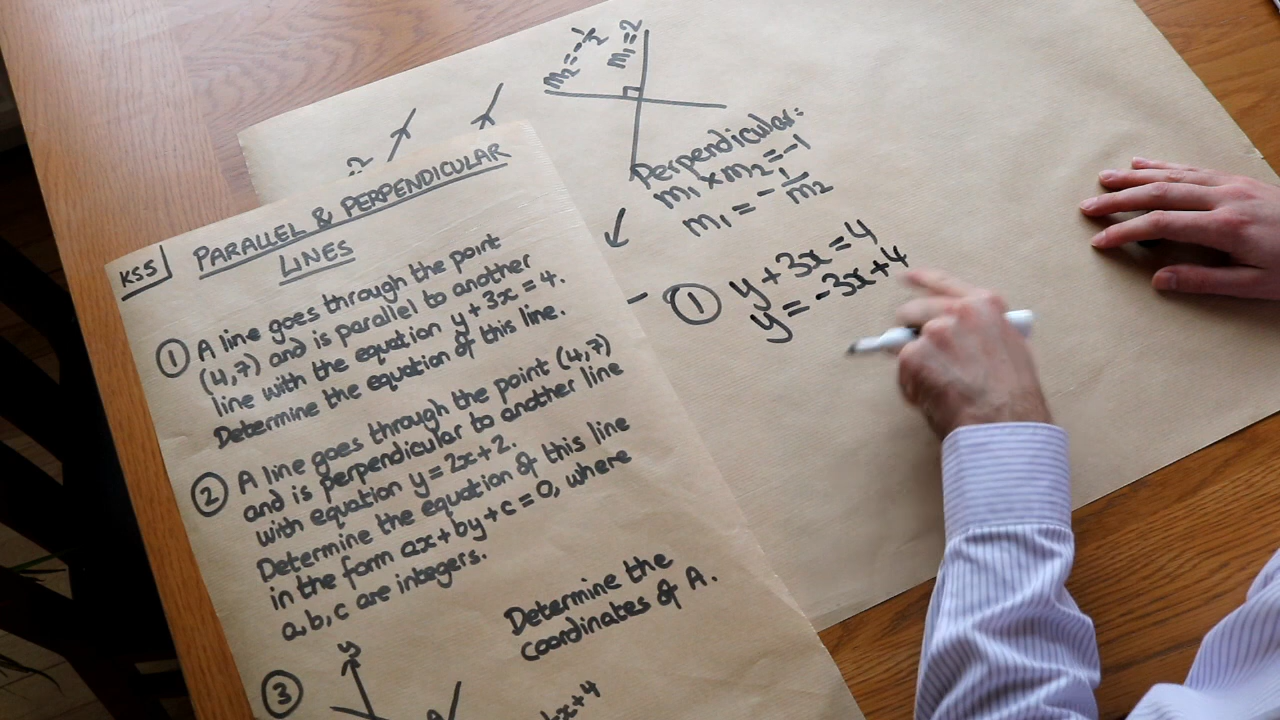 m₂=-½
m₁=2
Perpendicular:
m₁ × m₂ = -1
m₁ = -1/m₂
① y + 3x = 4
y = -3x+4
KS5
PARALLEL & PERPENDICULAR
LINES
① A line goes through the point
(4,7) and is parallel to another
line with the equation y+3x = 4.
Determine the equation of this line.
② A line goes through the point (4,7)
and is perpendicular to another line
with equation y = 2x+2.
Determine the equation of this line
in the form ax+by+c = 0, where
a,b,c are integers.
Determine the
coordinates of A.
③
y
A
x+4